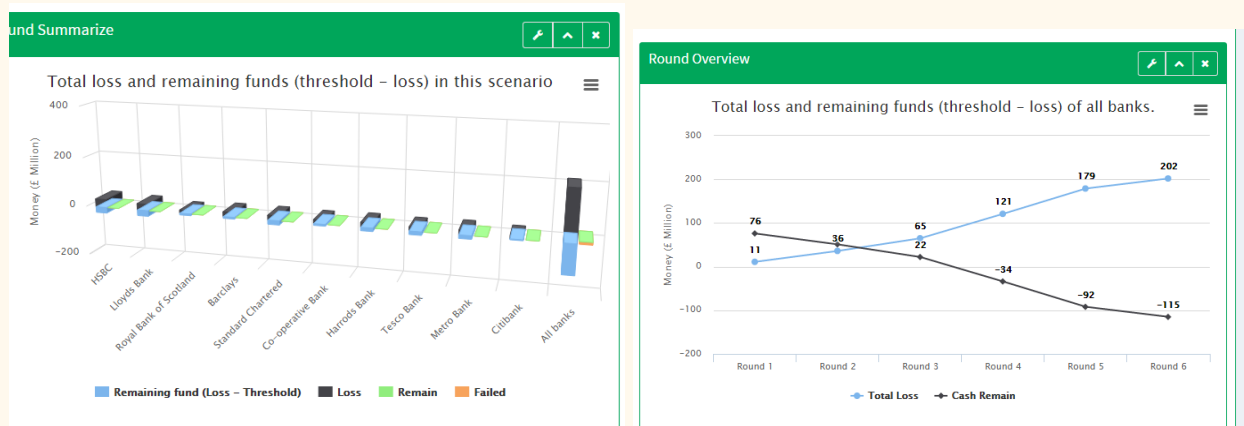 und Summarize
Total loss and remaining funds (threshold - loss) in this scenario
400
200
0
-200
Money (£ Million)
HSBC
Lloyds Bank
Royal Bank of Scotland
Barclays
Standard Chartered
Co-operative Bank
Harrods Bank
Tesco Bank
Metro Bank
Citibank
All banks
Remaining fund (Loss - Threshold) Loss Remain Failed
Round Overview
Total loss and remaining funds (threshold - loss) of all banks.
300
200
100
0
-100
-200
Money (£ Million)
76
11
36
65
22
121
-34
179
-92
202
-115
Round 1 Round 2 Round 3 Round 4 Round 5 Round 6
Total Loss Cash Remain